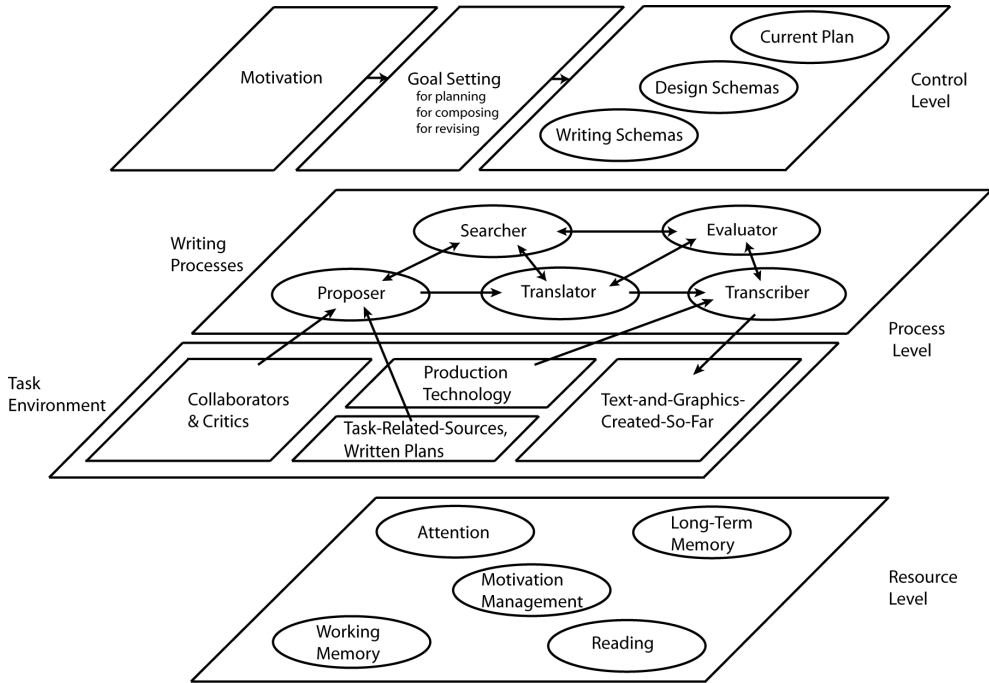 Motivation
Goal Setting
for planning
for composing
for revising
Current Plan
Design Schemas
Writing Schemas
Control
Level
Writing
Processes
Searcher
Evaluator
Proposer
Translator
Transcriber
Process
Level
Task
Environment
Collaborators
& Critics
Production
Technology
Task-Related-Sources,
Written Plans
Text-and-Graphics-
Created-So-Far
Attention
Long-Term
Memory
Motivation
Management
Working
Memory
Reading
Resource
Level